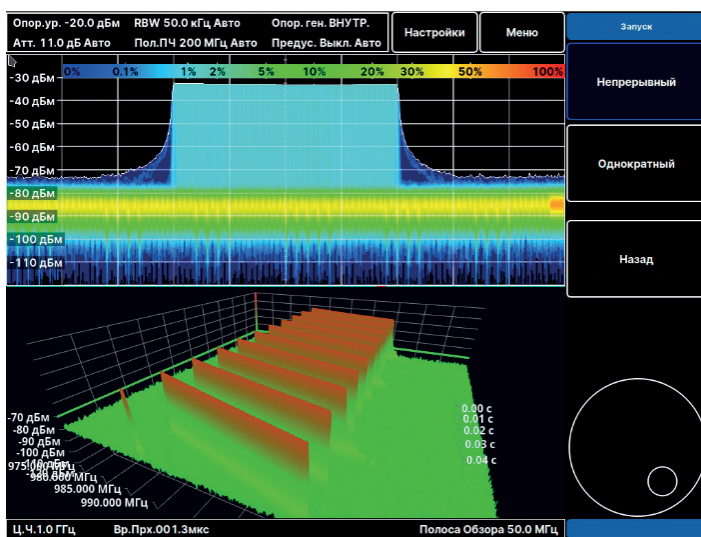 Опор.ур. -20.0 дБм RBW 50.0 кГц Авто Опор. ген. ВНУТР.
Атт. 11.0 дБ Авто Пол.ПЧ 200 МГц Авто Предус. Выкл. Авто
Настройки
Меню
Запуск
Непрерывный
Однократный
Назад
0% 0.1% 1% 2% 5% 10% 20% 30% 50% 100%
-30 дБм
-40 дБм
-50 дБм
-60 дБм
-70 дБм
-80 дБм
-90 дБм
-100 дБм
-110 дБм
-70 дБм
-80 дБм
-90 дБм
-100 дБм
975.000 МГц
980.000 МГц
985.000 МГц
990.000 МГц
0.00 с
0.01 с
0.02 с
0.03 с
0.04 с
Ц.Ч.1.0 ГГц Вр.Прх.001.3мкс Полоса Обзора 50.0 МГц